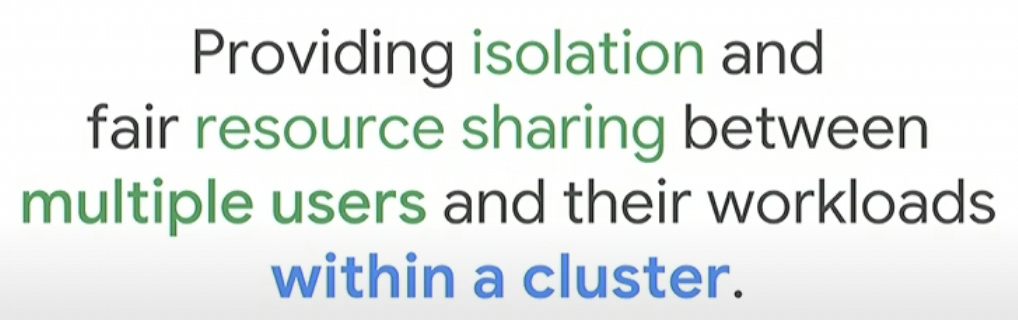 Providing isolation and
fair resource sharing between
multiple users and their workloads
within a cluster.